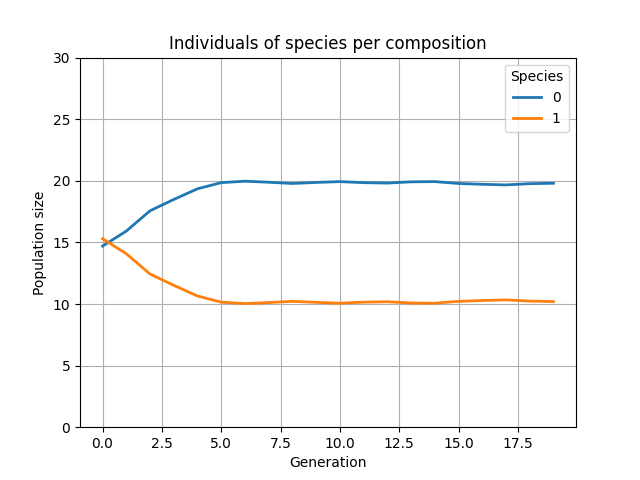 Individuals of species per composition
Species
0
1
30
25
20
15
10
5
0
Population size
0.0 2.5 5.0 7.5 10.0 12.5 15.0 17.5
Generation